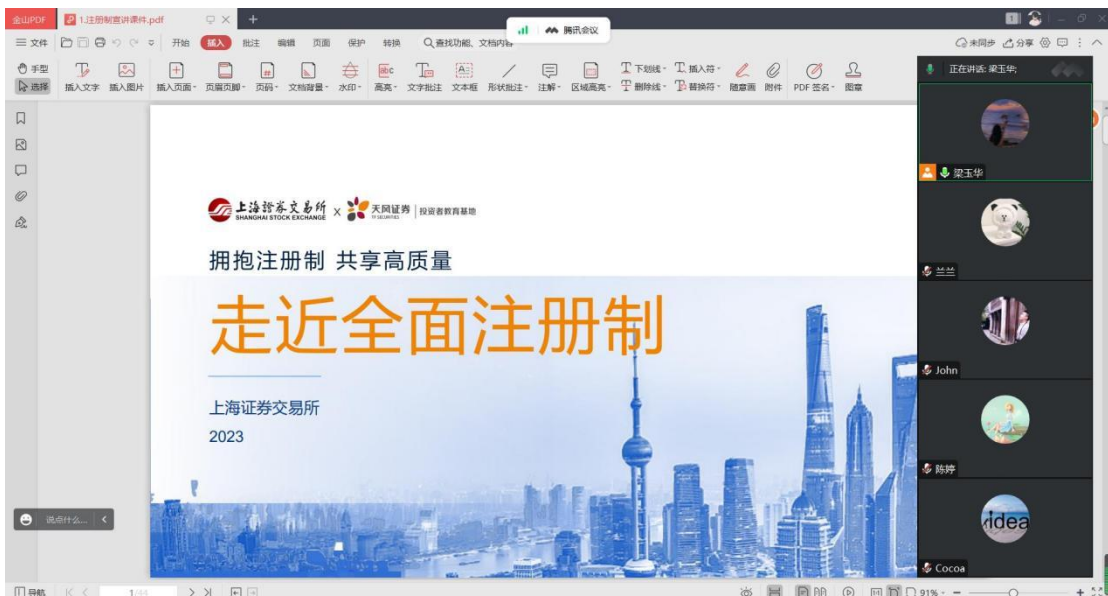 金山PDF
1.注册制宣讲课件.pdf
腾讯会议
文件 开始 插入 批注 编辑 页面 保护 转换 查找功能、文档内容
未同步 分享
手型
选择
插入文字 插入图片 插入页面 页眉页脚 页码 文档背景 水印 高亮 文字批注 文本框 形状批注 注解 区域高亮
下划线 插入符
删除线 替换符
随意画 附件 PDF 签名 图章
正在讲话: 梁玉华;
梁玉华
兰兰
John
陈婷
idea
Cocoa
上海證券交易所
SHANGHAI STOCK EXCHANGE
X
天风证券
TF SECURITIES
投资者教育基地
拥抱注册制 共享高质量
走近全面注册制
上海证券交易所
2023
说点什么...
导航
1/44
91%